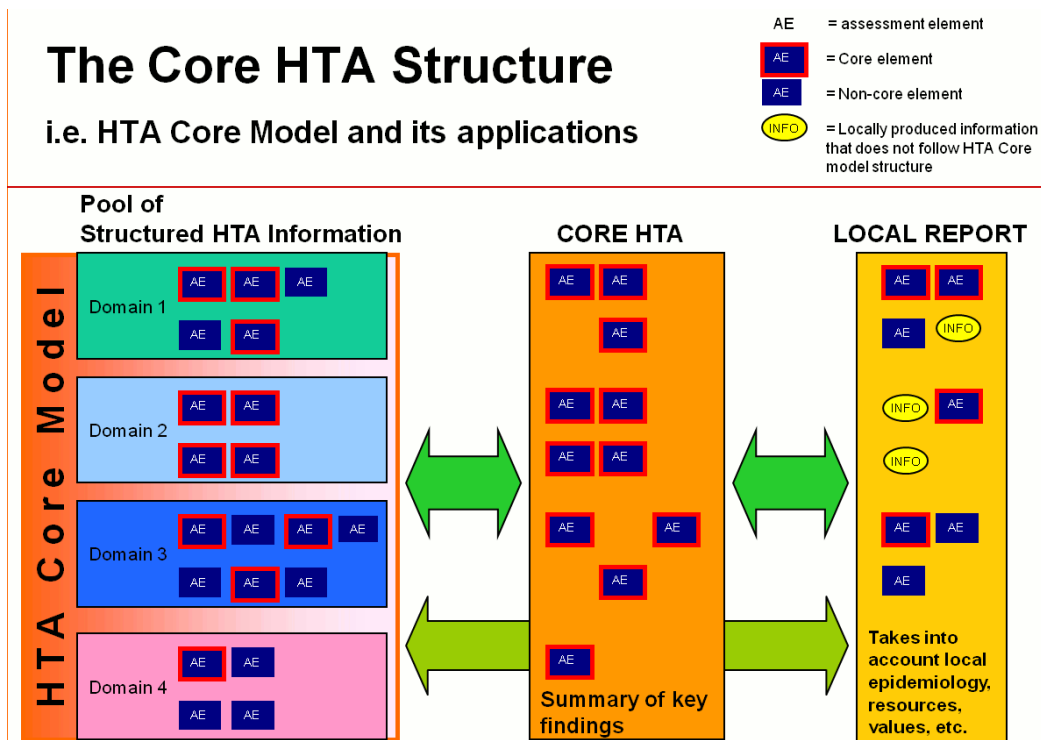 The Core HTA Structure
i.e. HTA Core Model and its applications
AE = assessment element
AE = Core element
AE = Non-core element
INFO = Locally produced information
that does not follow HTA Core
model structure
Pool of
Structured HTA Information
CORE HTA
LOCAL REPORT
HTA Core Model
Domain 1
AE AE AE
AE AE
Domain 2
AE AE
AE AE
Domain 3
AE AE AE AE
AE AE AE
Domain 4
AE AE
AE AE
AE AE
AE
AE AE
AE AE
AE AE
AE
AE
Summary of key
findings
AE AE
AE INFO
INFO AE
INFO
AE AE
AE
Takes into
account local
epidemiology,
resources,
values, etc.